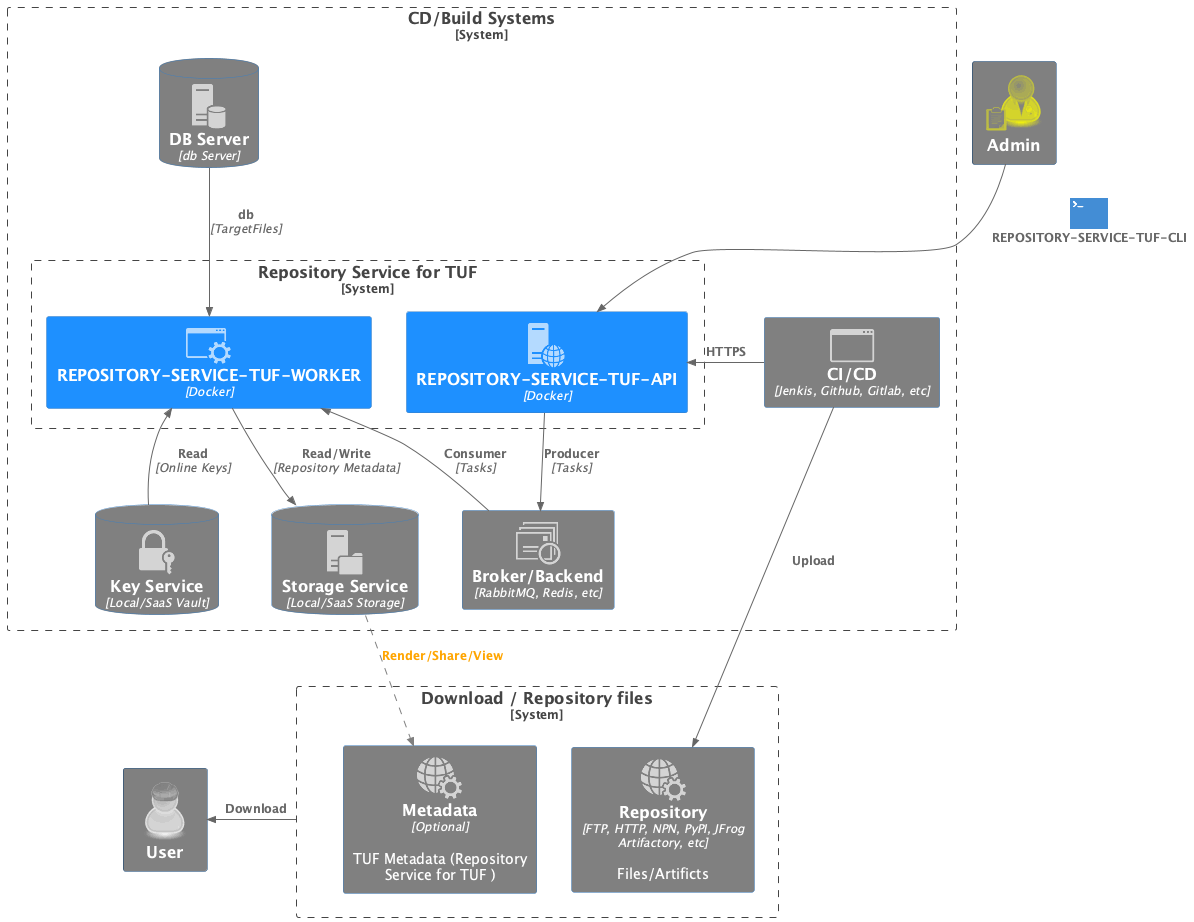 CD/Build Systems
[System]
DB Server
[db Server]
Admin
db
[TargetFiles]
REPOSITORY-SERVICE-TUF-CLI
Repository Service for TUF
[System]
REPOSITORY-SERVICE-TUF-WORKER
[Docker]
REPOSITORY-SERVICE-TUF-API
[Docker]
HTTPS
CI/CD
[Jenkis, Github, Gitlab, etc]
Read
[Online Keys]
Read/Write
[Repository Metadata]
Consumer
[Tasks]
Producer
[Tasks]
Key Service
[Local/SaaS Vault]
Storage Service
[Local/SaaS Storage]
Broker/Backend
[RabbitMQ, Redis, etc]
Upload
Render/Share/View
Download / Repository files
[System]
Download
User
Metadata
[Optional]
TUF Metadata (Repository
Service for TUF )
Repository
[FTP, HTTP, NPN, PyPI, JFrog
Artifactory, etc]
Files/Artificts